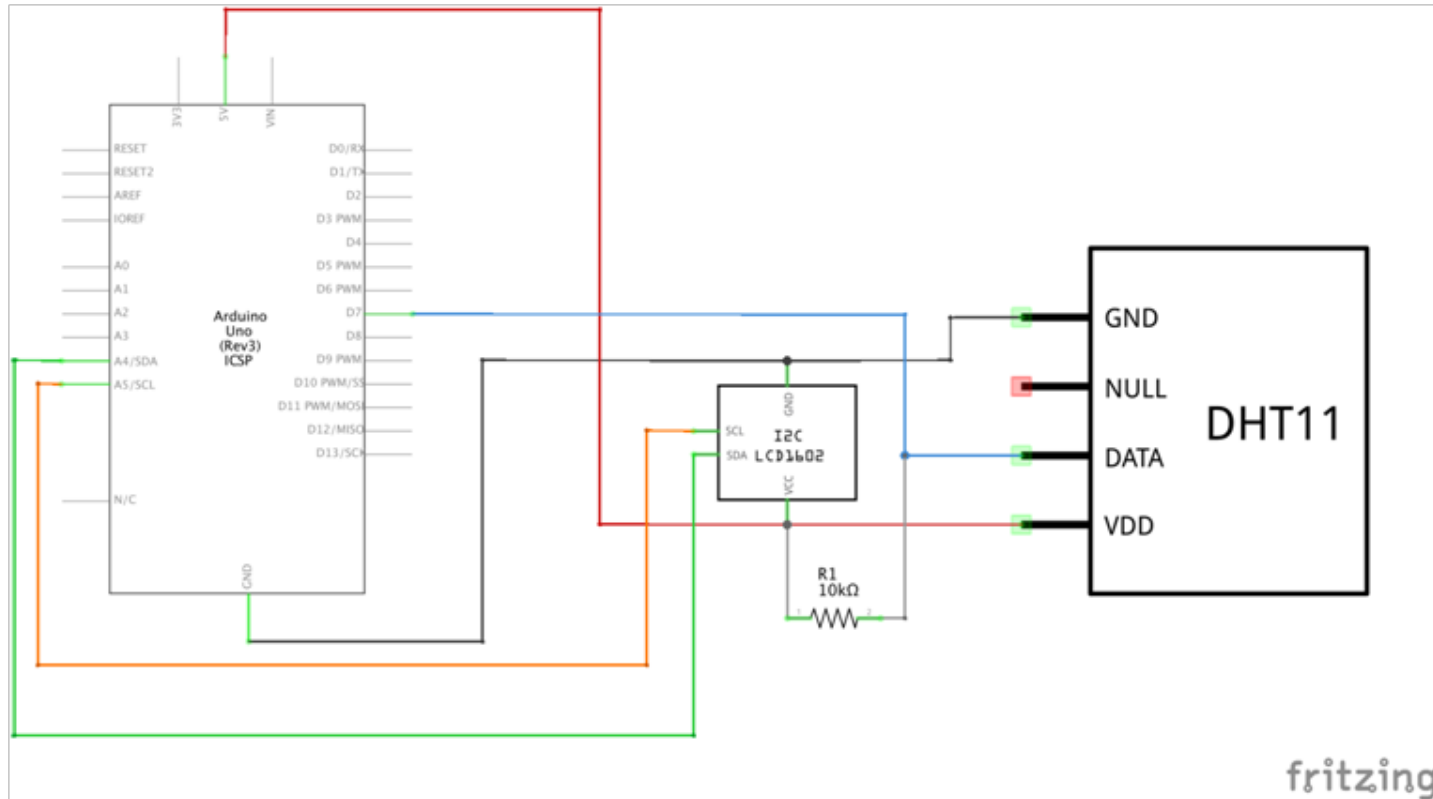 3V3
5V
VIN
RESET
RESET2
AREF
IOREF
A0
A1
A2
A3
A4/SDA
A5/SCL
N/C
D0/RX
D1/TX
D2
D3 PWM
D4
D5 PWM
D6 PWM
D7
D8
D9 PWM
D10 PWM/SS
D11 PWM/MOSI
D12/MISO
D13/SCK
Arduino
Uno
(Rev3)
ICSP
GND
GND
SCL
SDA
I2C
LCD1602
VCC
R1
10kΩ
1
2
GND
NULL
DATA
VDD
DHT11
fritzing